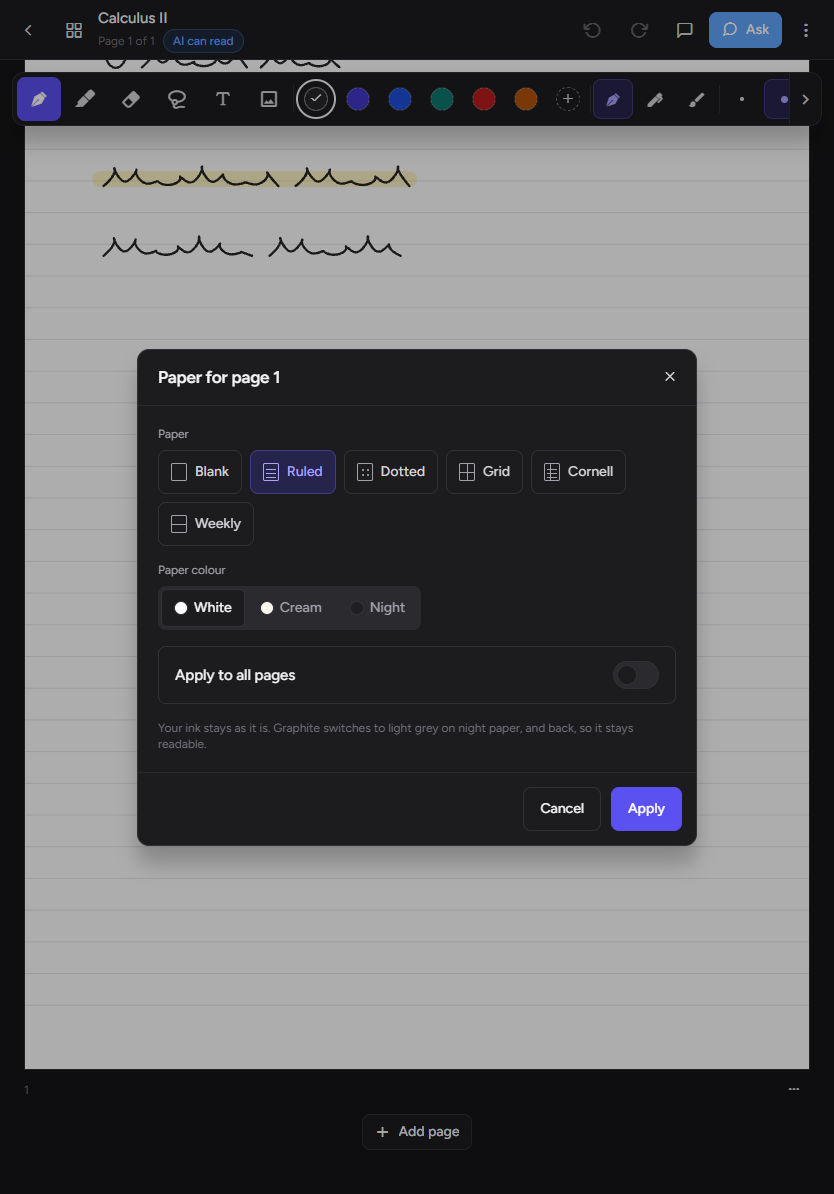 Calculus II
Page 1 of 1 AI can read
Ask
T
Paper for page 1
Paper
Blank Ruled Dotted Grid Cornell
Weekly
Paper colour
White Cream Night
Apply to all pages
Your ink stays as it is. Graphite switches to light grey on night paper, and back, so it stays
readable.
Cancel Apply
1
Add page